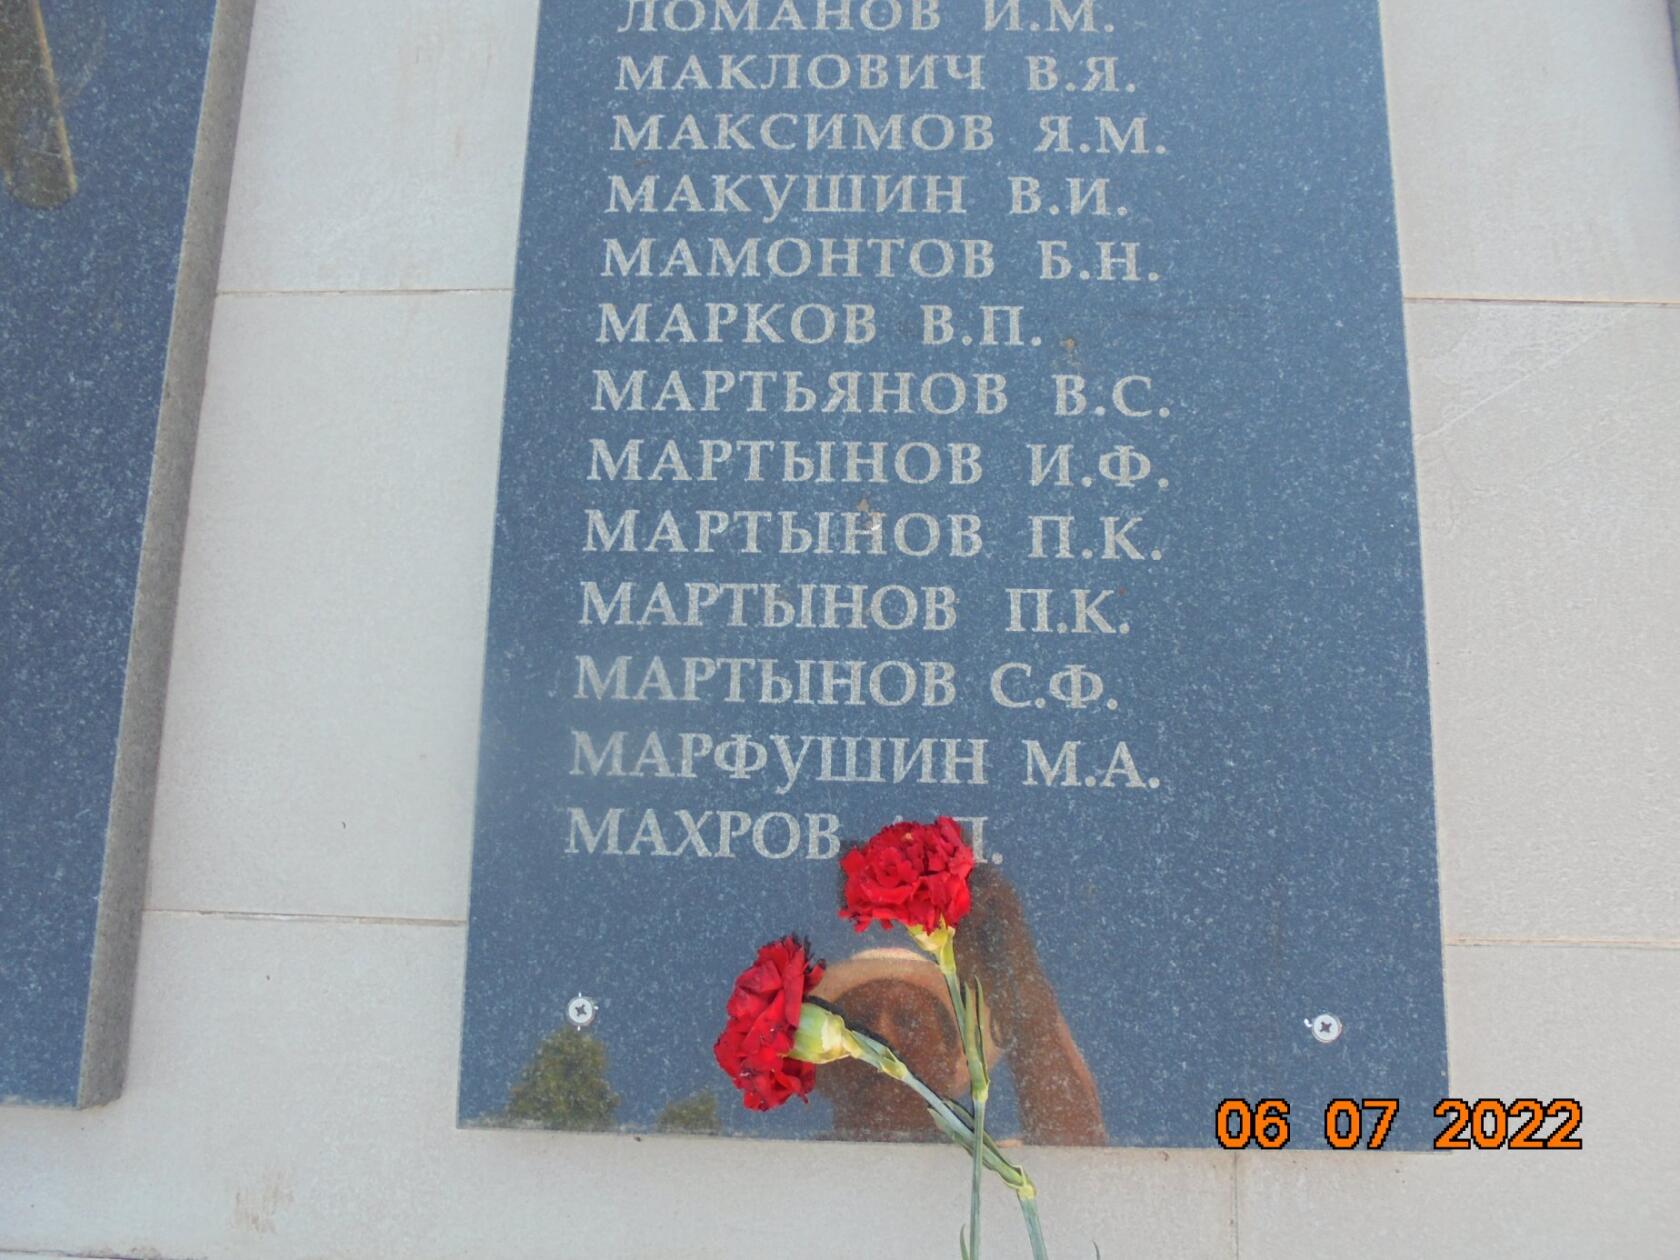 ЛОМАНОВ И.М.
МАКЛОВИЧ В.Я.
МАКСИМОВ Я.М.
МАКУШИН В.И.
МАМОНТОВ Б.Н.
МАРКОВ В.П.
МАРТЬЯНОВ В.С.
МАРТЫНОВ И.Ф.
МАРТЫНОВ П.К.
МАРТЫНОВ П.К.
МАРТЫНОВ С.Ф.
МАРФУШИН М.А.
МАХРОВ
06 07 2022